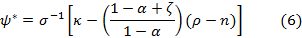 ψ* = σ⁻¹[κ − ((1 − α + ζ)/(1 − α))(ρ − n)] (6)